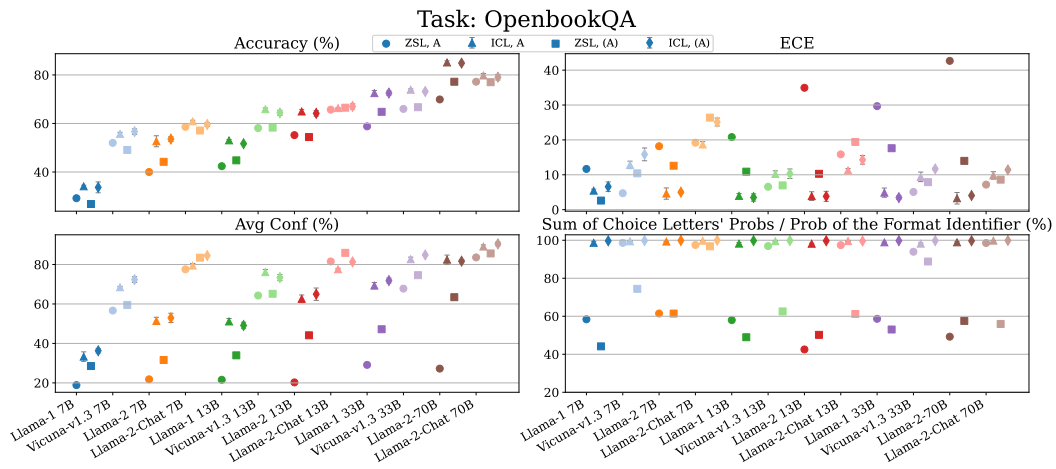 Task: OpenbookQA
ZSL, A
ICL, A
ZSL, (A)
ICL, (A)
Accuracy (%)
80
60
40
ECE
40
30
20
10
0
Avg Conf (%)
80
60
40
20
Llama-1 7B
Vicuna-v1.3 7B
Llama-2 7B
Llama-2-Chat 7B
Llama-1 13B
Vicuna-v1.3 13B
Llama-2 13B
Llama-2-Chat 13B
Llama-1 33B
Vicuna-v1.3 33B
Llama-2-70B
Llama-2-Chat 70B
Sum of Choice Letters' Probs / Prob of the Format Identifier (%)
100
80
60
40
Llama-1 7B
Vicuna-v1.3 7B
Llama-2 7B
Llama-2-Chat 7B
Llama-1 13B
Vicuna-v1.3 13B
Llama-2 13B
Llama-2-Chat 13B
Llama-1 33B
Vicuna-v1.3 33B
Llama-2-70B
Llama-2-Chat 70B